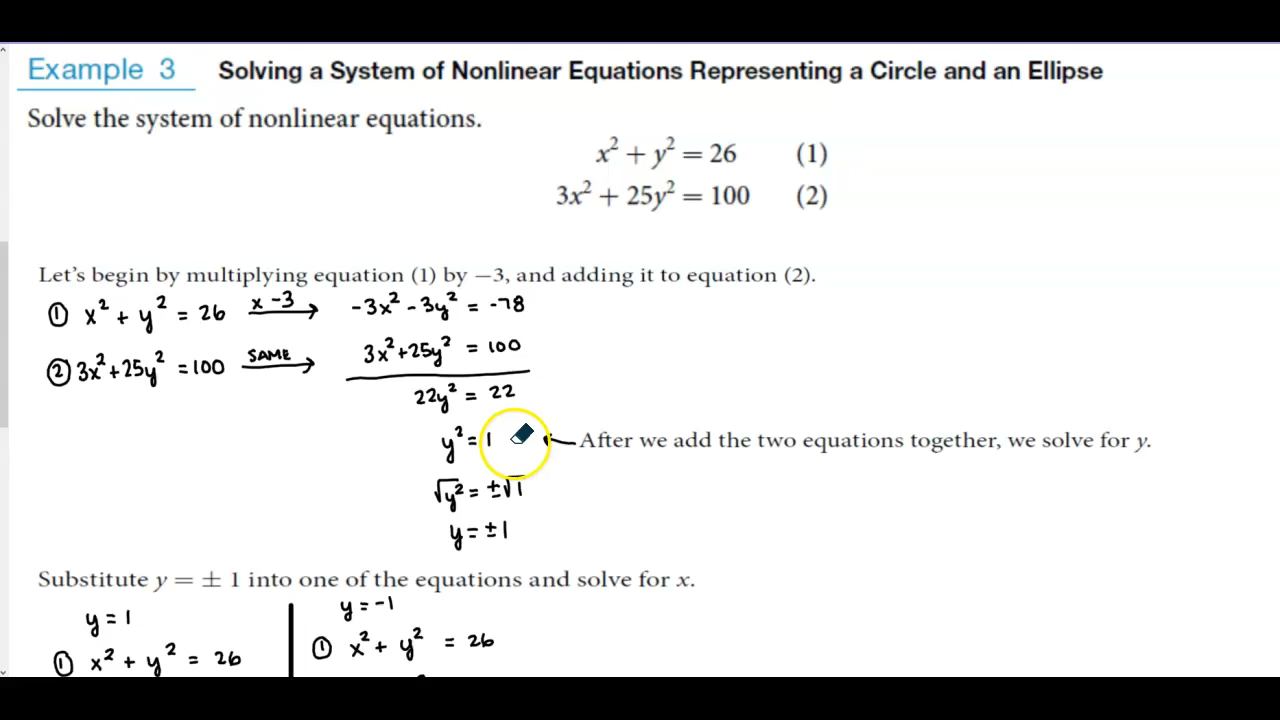 Example 3 Solving a System of Nonlinear Equations Representing a Circle and an Ellipse
Solve the system of nonlinear equations.
x² + y² = 26 (1)
3x² + 25y² = 100 (2)
Let's begin by multiplying equation (1) by −3, and adding it to equation (2).
① x² + y² = 26 x -3 → -3x² - 3y² = -78
② 3x² + 25y² = 100 SAME → 3x² + 25y² = 100
22y² = 22
y² = 1 After we add the two equations together, we solve for y.
√y² = ±√1
y = ±1
Substitute y = ± 1 into one of the equations and solve for x.
y = 1 y = -1
① x² + y² = 26 ① x² + y² = 26